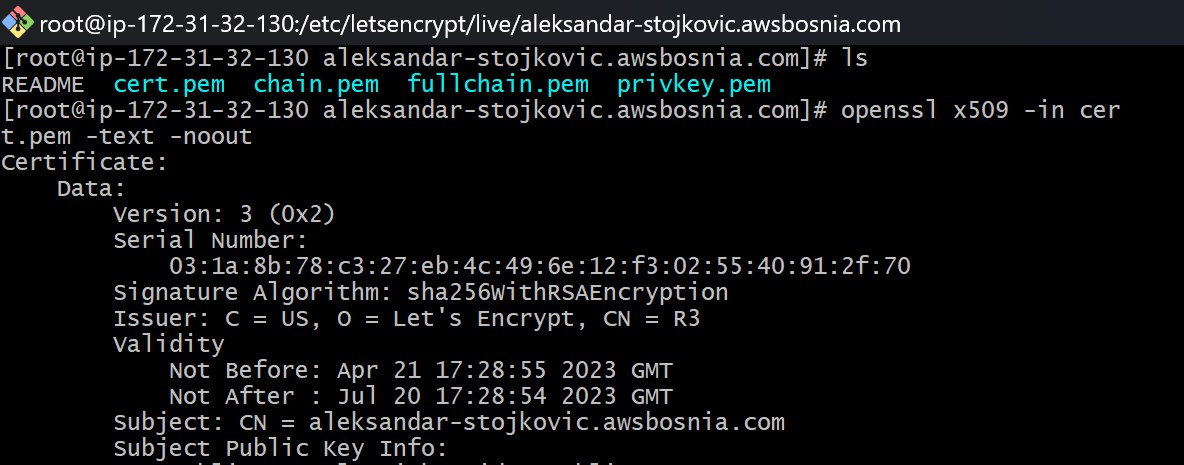 root@ip-172-31-32-130:/etc/letsencrypt/live/aleksandar-stojkovic.awsbosnia.com
[root@ip-172-31-32-130 aleksandar-stojkovic.awsbosnia.com]# ls
README  cert.pem  chain.pem  fullchain.pem  privkey.pem
[root@ip-172-31-32-130 aleksandar-stojkovic.awsbosnia.com]# openssl x509 -in cer
t.pem -text -noout
Certificate:
    Data:
        Version: 3 (0x2)
        Serial Number:
            03:1a:8b:78:c3:27:eb:4c:49:6e:12:f3:02:55:40:91:2f:70
        Signature Algorithm: sha256WithRSAEncryption
        Issuer: C = US, O = Let's Encrypt, CN = R3
        Validity
            Not Before: Apr 21 17:28:55 2023 GMT
            Not After : Jul 20 17:28:54 2023 GMT
        Subject: CN = aleksandar-stojkovic.awsbosnia.com
        Subject Public Key Info: